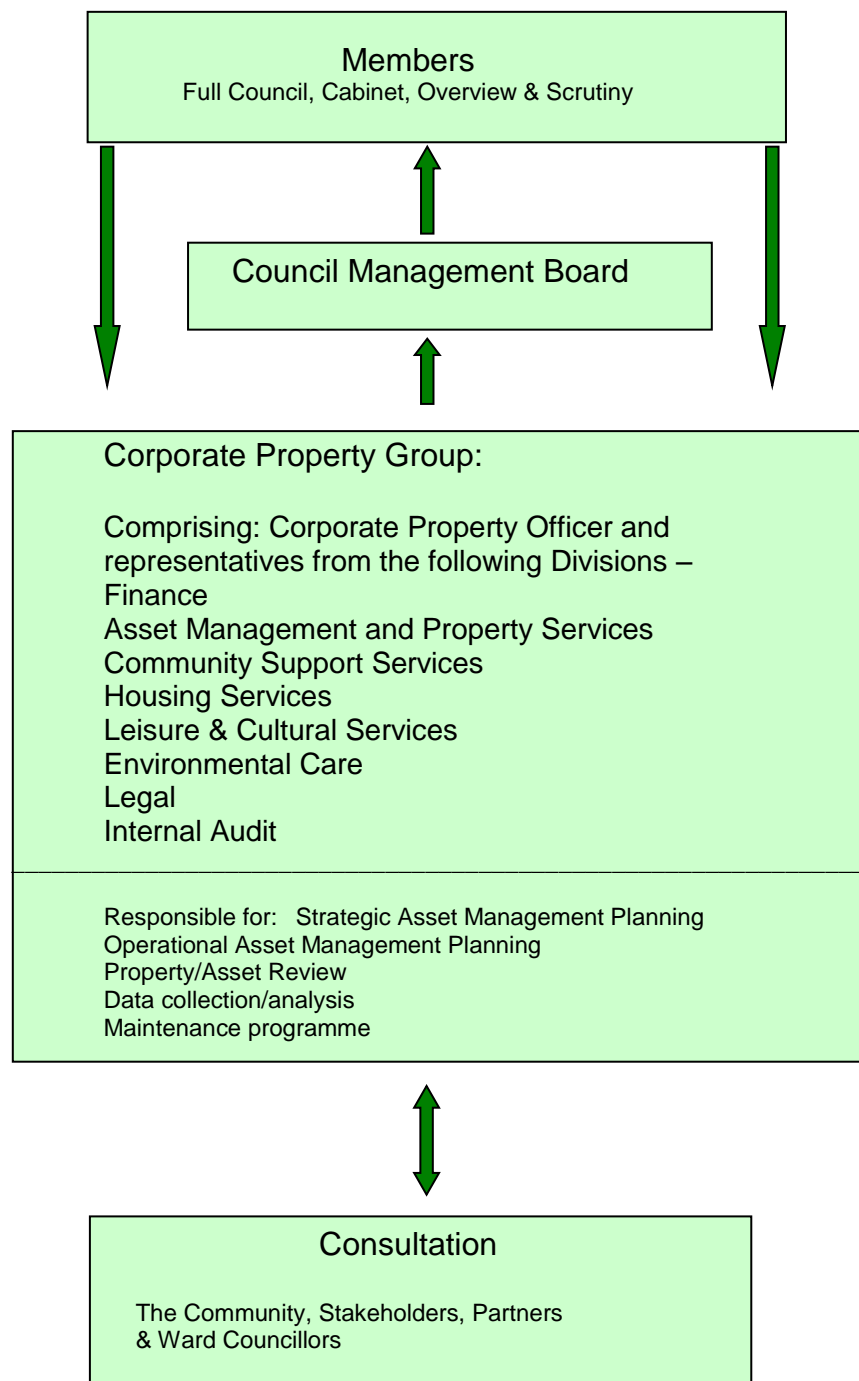 Members
Full Council, Cabinet, Overview & Scrutiny
Council Management Board
Corporate Property Group:
Comprising: Corporate Property Officer and
representatives from the following Divisions –
Finance
Asset Management and Property Services
Community Support Services
Housing Services
Leisure & Cultural Services
Environmental Care
Legal
Internal Audit
Responsible for:   Strategic Asset Management Planning
Operational Asset Management Planning
Property/Asset Review
Data collection/analysis
Maintenance programme
Consultation
The Community, Stakeholders, Partners
& Ward Councillors